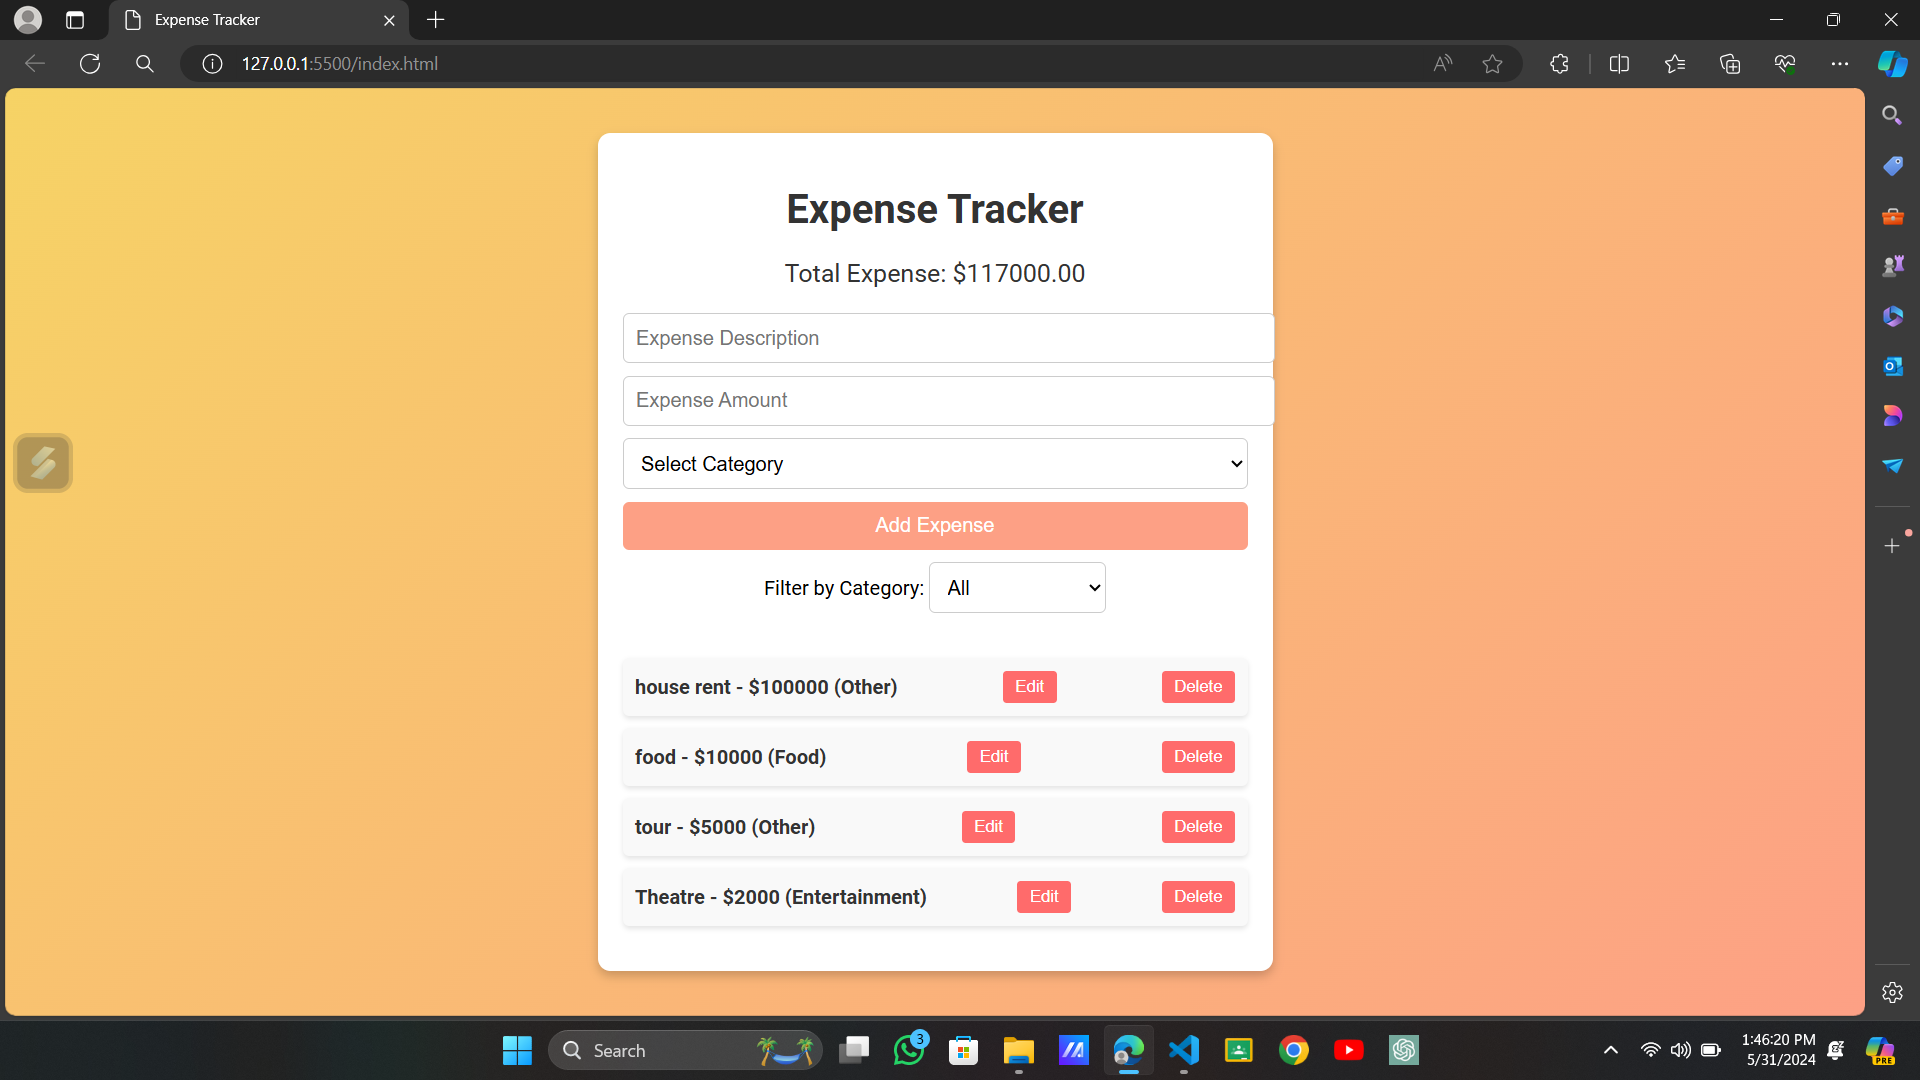 Expense Tracker
127.0.0.1:5500/index.html
Expense Tracker
Total Expense: $117000.00
Expense Description
Expense Amount
Select Category
Add Expense
Filter by Category: All
house rent - $100000 (Other) Edit Delete
food - $10000 (Food) Edit Delete
tour - $5000 (Other) Edit Delete
Theatre - $2000 (Entertainment) Edit Delete
Search 3 1:46:20 PM
5/31/2024 PRE